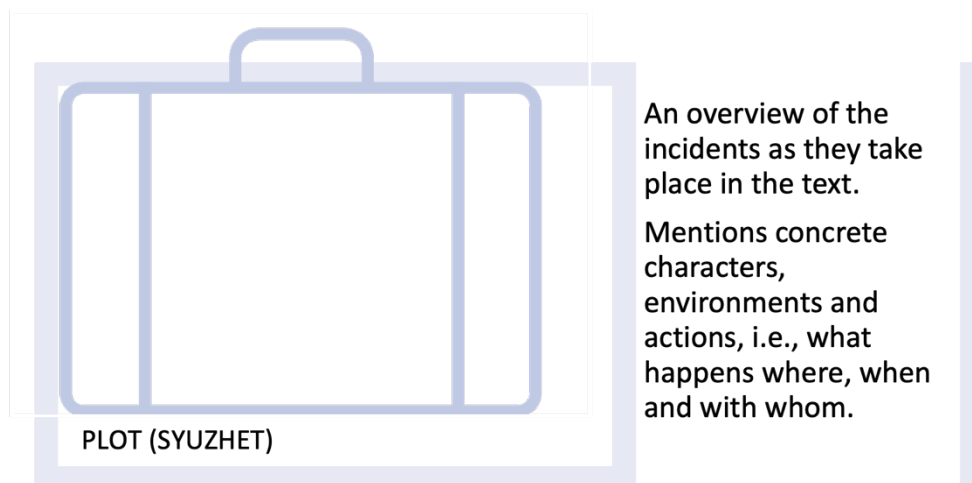 An overview of the
incidents as they take
place in the text.
Mentions concrete
characters,
environments and
actions, i.e., what
happens where, when
and with whom.
PLOT (SYUZHET)